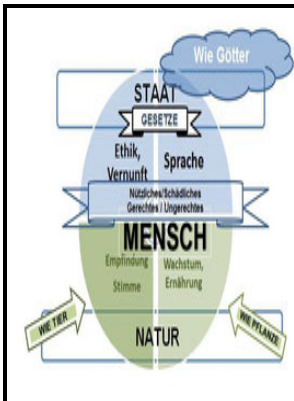 Wie Götter
STAAT
GESETZE
Ethik,
Vernunft
Sprache
Nützliches/Schädliches
Gerechtes / Ungerechtes
MENSCH
Empfindung
Stimme
Wachstum,
Ernährung
WIE TIER
WIE PFLANZE
NATUR